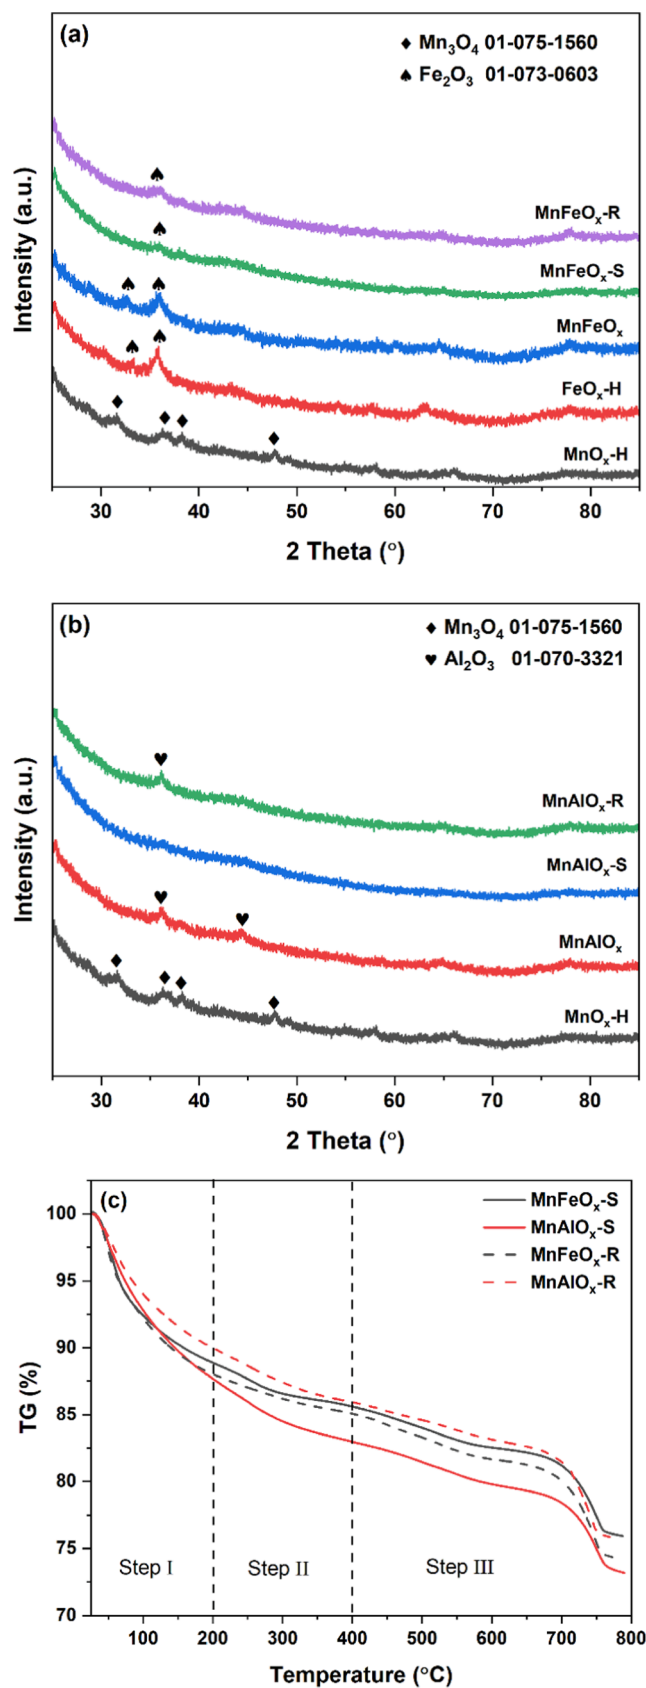 (a)
♦ Mn₃O₄ 01-075-1560
♠ Fe₂O₃ 01-073-0603
MnFeOₓ-R
MnFeOₓ-S
MnFeOₓ
FeOₓ-H
MnOₓ-H
Intensity (a.u.)
30 40 50 60 70 80
2 Theta (°)
(b)
♦ Mn₃O₄ 01-075-1560
♥ Al₂O₃ 01-070-3321
MnAlOₓ-R
MnAlOₓ-S
MnAlOₓ
MnOₓ-H
Intensity (a.u.)
30 40 50 60 70 80
2 Theta (°)
(c)
MnFeOₓ-S
MnAlOₓ-S
MnFeOₓ-R
MnAlOₓ-R
100
95
90
85
80
75
70
TG (%)
Step I Step II Step III
100 200 300 400 500 600 700 800
Temperature (°C)